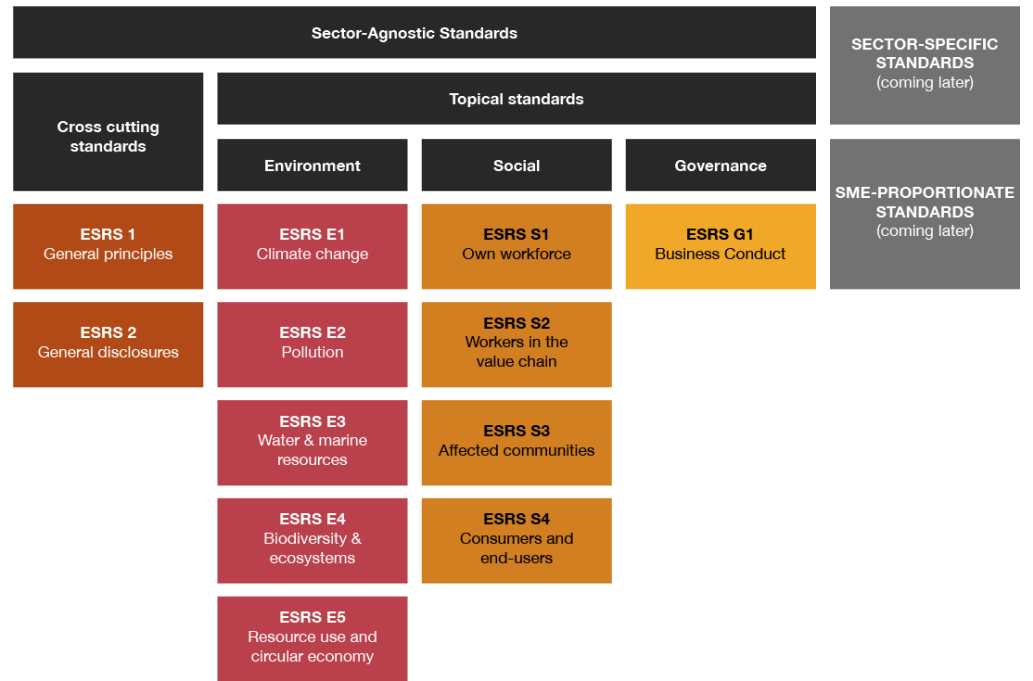 Sector-Agnostic Standards
SECTOR-SPECIFIC
STANDARDS
(coming later)
Cross cutting
standards
Topical standards
Environment
Social
Governance
SME-PROPORTIONATE
STANDARDS
(coming later)
ESRS 1
General principles
ESRS E1
Climate change
ESRS S1
Own workforce
ESRS G1
Business Conduct
ESRS 2
General disclosures
ESRS E2
Pollution
ESRS S2
Workers in the
value chain
ESRS E3
Water & marine
resources
ESRS S3
Affected communities
ESRS E4
Biodiversity &
ecosystems
ESRS S4
Consumers and
end-users
ESRS E5
Resource use and
circular economy